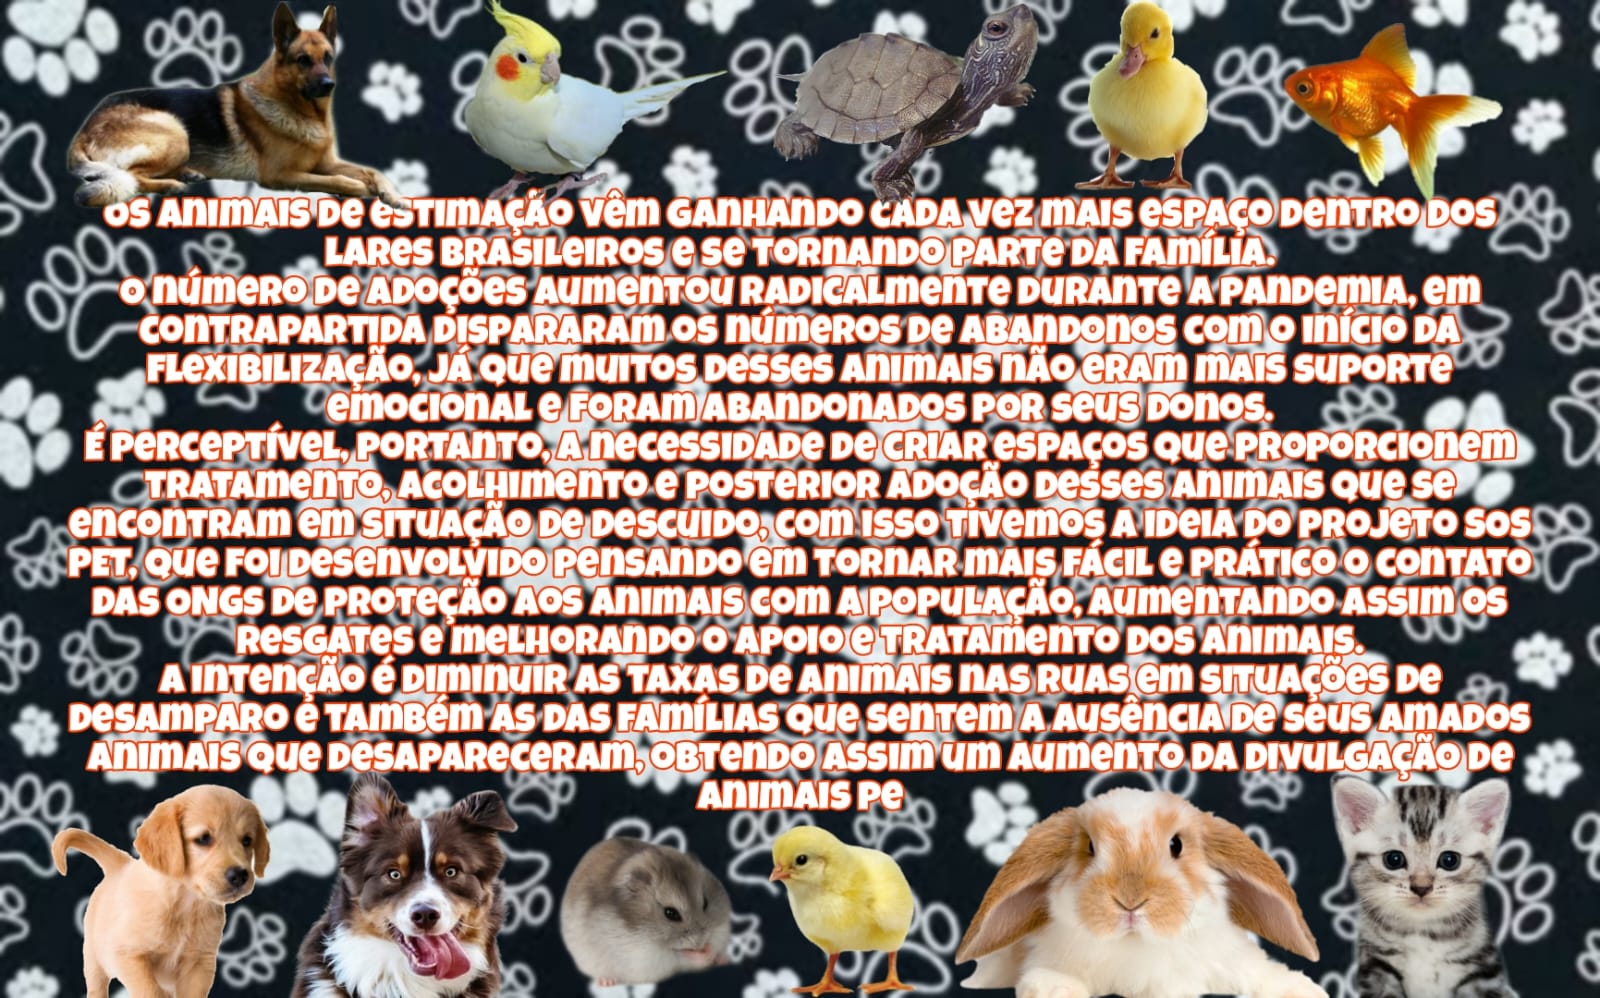 Os animais de estimação vêm ganhando cada vez mais espaço dentro dos
lares brasileiros e se tornando parte da família.
O número de adoções aumentou radicalmente durante a pandemia, em
contrapartida dispararam os números de abandonos com o início da
flexibilização, já que muitos desses animais não eram mais suporte
emocional e foram abandonados por seus donos.
É perceptível, portanto, a necessidade de criar espaços que proporcionem
tratamento, acolhimento e posterior adoção desses animais que se
encontram em situação de descuido, com isso tivemos a ideia do projeto SOS
PET, que foi desenvolvido pensando em tornar mais fácil e prático o contato
das ONGs de proteção aos animais com a população, aumentando assim os
resgates e melhorando o apoio e tratamento dos animais.
A intenção é diminuir as taxas de animais nas ruas em situações de
desamparo e também as das famílias que sentem a ausência de seus amados
animais que desapareceram, obtendo assim um aumento da divulgação de
animais pe